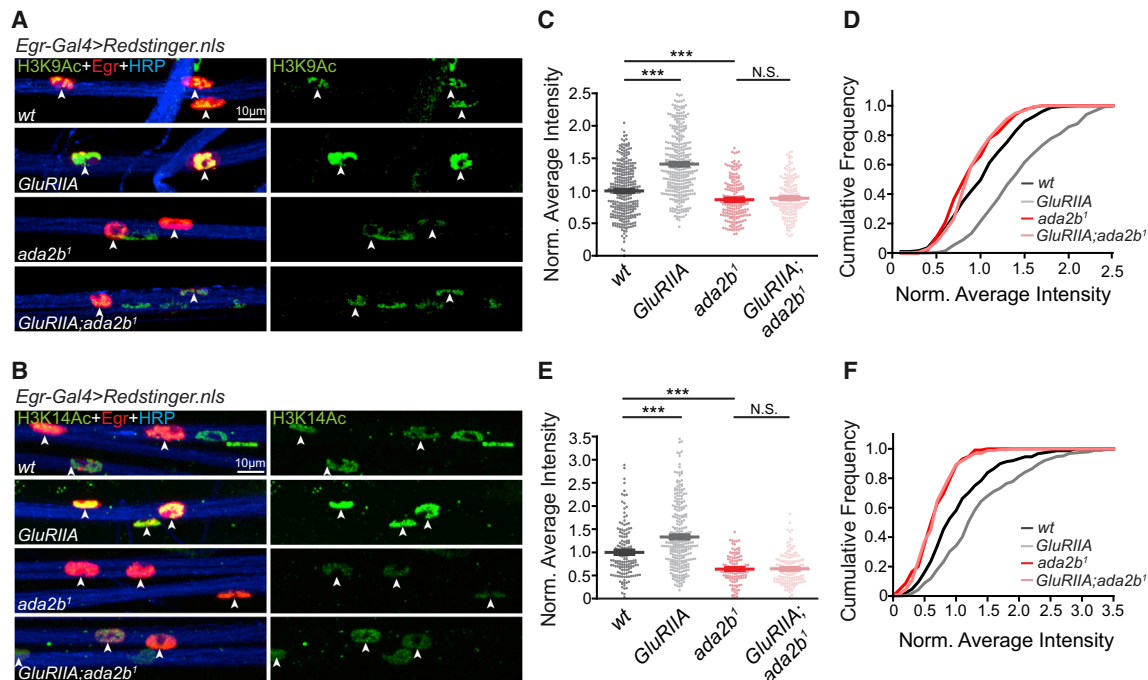 A
Egr-Gal4>Redstinger.nls
H3K9Ac+Egr+HRP
H3K9Ac
wt
10µm
GluRIIA
ada2b¹
GluRIIA;ada2b¹
B
Egr-Gal4>Redstinger.nls
H3K14Ac+Egr+HRP
H3K14Ac
wt
10µm
GluRIIA
ada2b¹
GluRIIA;ada2b¹
C
***
***
N.S.
Norm. Average Intensity
2.5
2.0
1.5
1.0
0.5
0
wt
GluRIIA
ada2b¹
GluRIIA;
ada2b¹
D
Cumulative Frequency
1.0
0.8
0.6
0.4
0.2
0.0
wt
GluRIIA
ada2b¹
GluRIIA;ada2b¹
0 0.5 1.0 1.5 2.0 2.5
Norm. Average Intensity
E
***
***
N.S.
Norm. Average Intensity
3.5
3.0
2.5
2.0
1.5
1.0
0.5
0
wt
GluRIIA
ada2b¹
GluRIIA;
ada2b¹
F
Cumulative Frequency
1.0
0.8
0.6
0.4
0.2
0.0
wt
GluRIIA
ada2b¹
GluRIIA;ada2b¹
0 0.5 1.0 1.5 2.0 2.5 3.0 3.5
Norm. Average Intensity